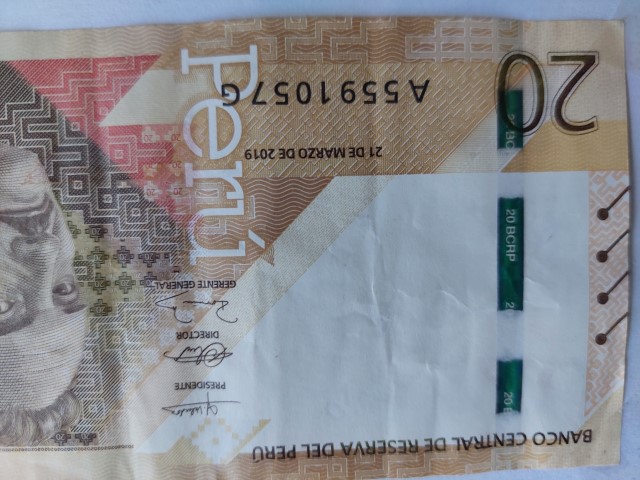 BANCO CENTRAL DE RESERVA DEL PERÚ
PRESIDENTE
DIRECTOR
GERENTE GENERAL
20 BCRP
21 DE MARZO DE 2019
20
A5591057G
Perú